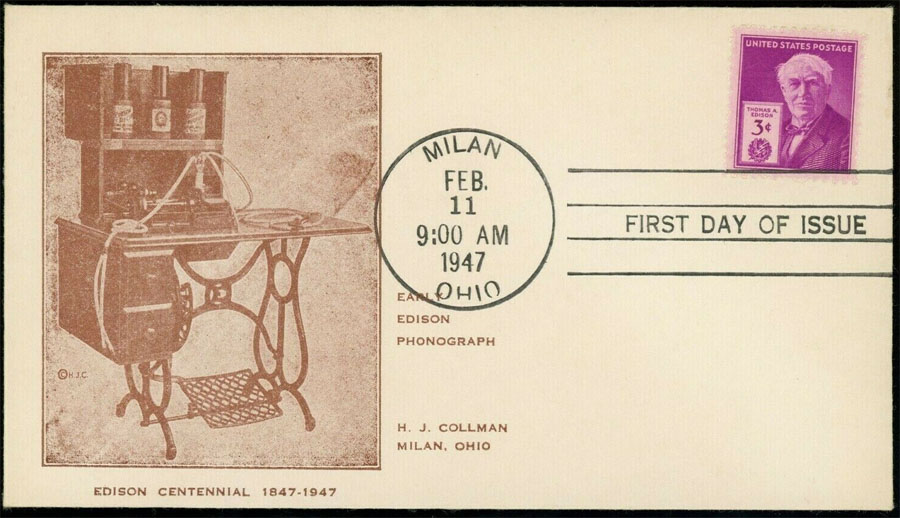 UNITED STATES POSTAGE
THOMAS A.
EDISON
3¢
MILAN
FEB.
11
9:00 AM
1947
OHIO
FIRST DAY OF ISSUE
EARLY
EDISON
PHONOGRAPH
© H.J.C.
H. J. COLLMAN
MILAN, OHIO
EDISON CENTENNIAL 1847-1947